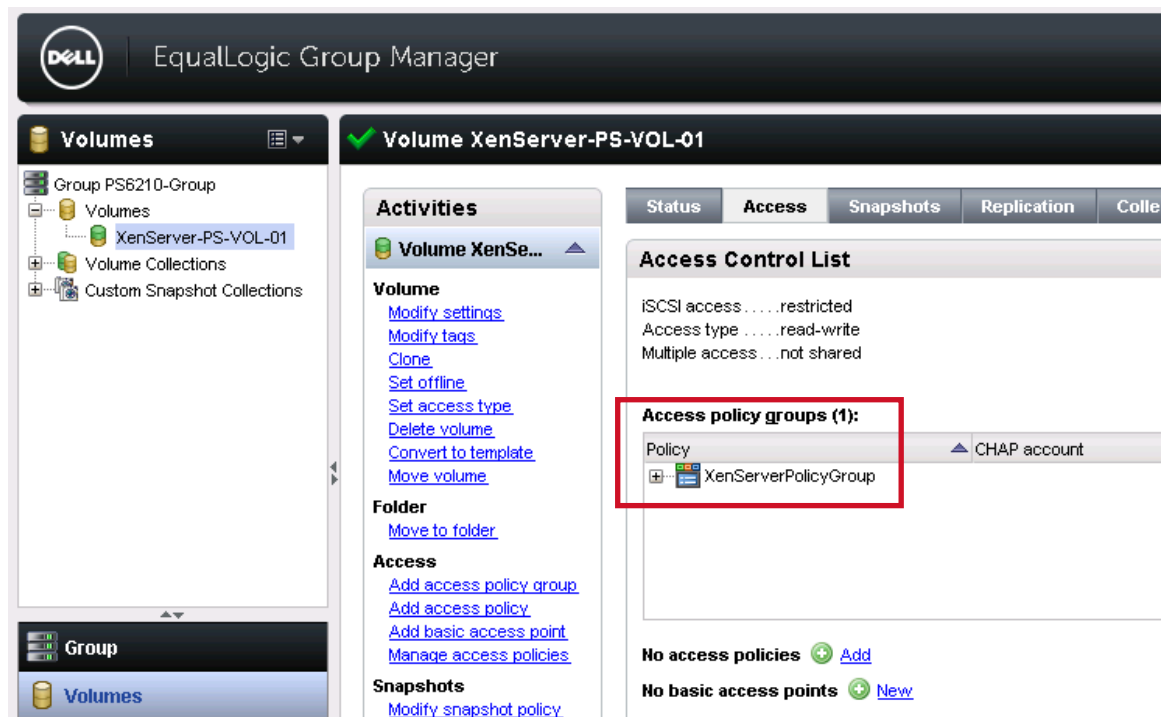 DELL
EqualLogic Group Manager
Volumes
Group PS6210-Group
Volumes
XenServer-PS-VOL-01
Volume Collections
Custom Snapshot Collections
Group
Volumes
Volume XenServer-PS-VOL-01
Activities
Volume XenSe...
Volume
Modify settings
Modify tags
Clone
Set offline
Set access type
Delete volume
Convert to template
Move volume
Folder
Move to folder
Access
Add access policy group
Add access policy
Add basic access point
Manage access policies
Snapshots
Modify snapshot policy
Status Access Snapshots Replication Colle
Access Control List
iSCSI access.....restricted
Access type .....read-write
Multiple access...not shared
Access policy groups (1):
Policy CHAP account
XenServerPolicyGroup
No access policies Add
No basic access points New